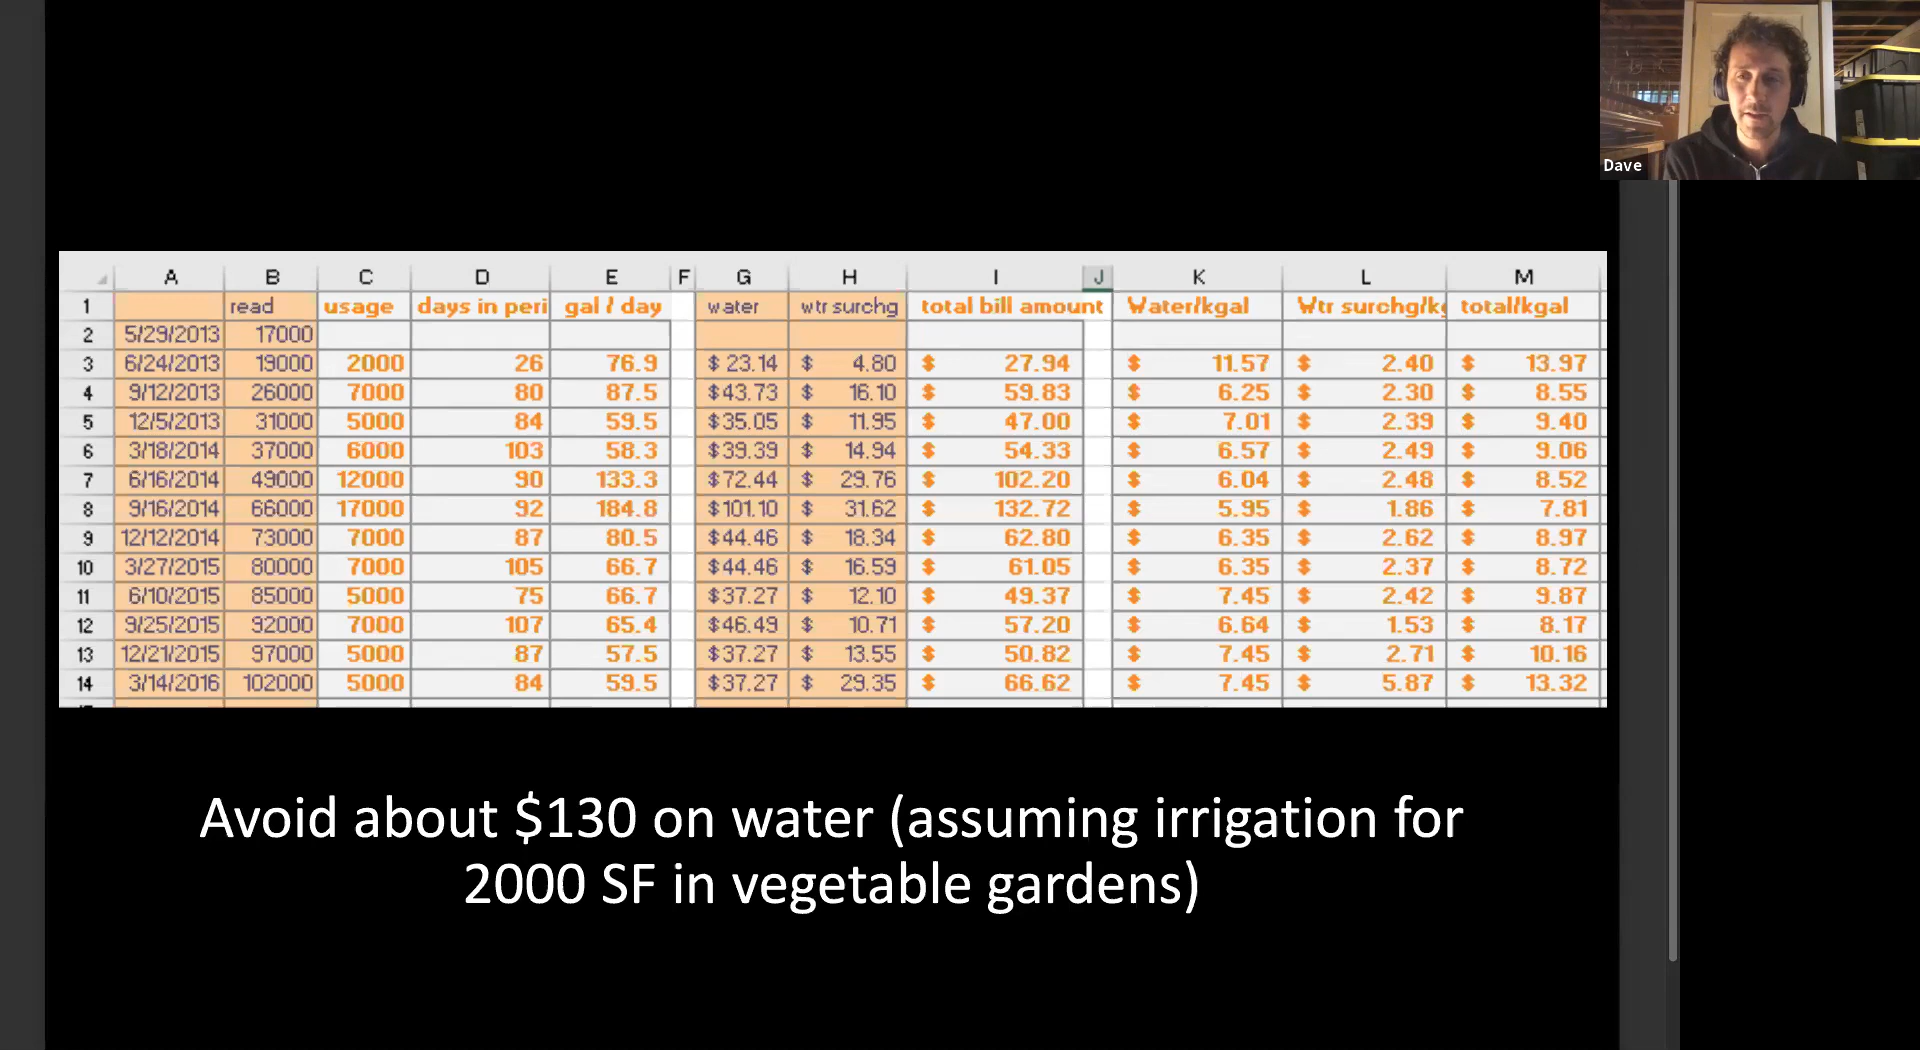 Dave
A B C D E F G H I J K L M
1 read usage days in peri gal / day water wtr surchg total bill amount Water/kgal Wtr surchg/kg total/kgal
2 5/29/2013 17000
3 6/24/2013 19000 2000 26 76.9 $ 23.14 $ 4.80 $ 27.94 $ 11.57 $ 2.40 $ 13.97
4 9/12/2013 26000 7000 80 87.5 $43.73 $ 16.10 $ 59.83 $ 6.25 $ 2.30 $ 8.55
5 12/5/2013 31000 5000 84 59.5 $35.05 $ 11.95 $ 47.00 $ 7.01 $ 2.39 $ 9.40
6 3/18/2014 37000 6000 103 58.3 $39.39 $ 14.94 $ 54.33 $ 6.57 $ 2.49 $ 9.06
7 6/16/2014 49000 12000 90 133.3 $72.44 $ 29.76 $ 102.20 $ 6.04 $ 2.48 $ 8.52
8 9/16/2014 66000 17000 92 184.8 $101.10 $ 31.62 $ 132.72 $ 5.95 $ 1.86 $ 7.81
9 12/12/2014 73000 7000 87 80.5 $44.46 $ 18.34 $ 62.80 $ 6.35 $ 2.62 $ 8.97
10 3/27/2015 80000 7000 105 66.7 $44.46 $ 16.59 $ 61.05 $ 6.35 $ 2.37 $ 8.72
11 6/10/2015 85000 5000 75 66.7 $37.27 $ 12.10 $ 49.37 $ 7.45 $ 2.42 $ 9.87
12 9/25/2015 92000 7000 107 65.4 $46.49 $ 10.71 $ 57.20 $ 6.64 $ 1.53 $ 8.17
13 12/21/2015 97000 5000 87 57.5 $37.27 $ 13.55 $ 50.82 $ 7.45 $ 2.71 $ 10.16
14 3/14/2016 102000 5000 84 59.5 $37.27 $ 29.35 $ 66.62 $ 7.45 $ 5.87 $ 13.32
Avoid about $130 on water (assuming irrigation for
2000 SF in vegetable gardens)